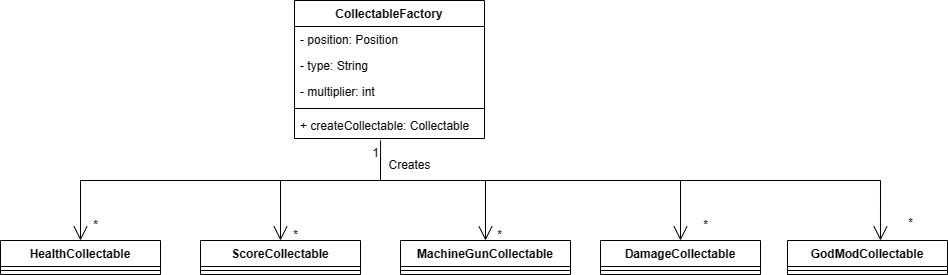 CollectableFactory
- position: Position
- type: String
- multiplier: int
+ createCollectable: Collectable
1
Creates
*
*
*
*
*
HealthCollectable
ScoreCollectable
MachineGunCollectable
DamageCollectable
GodModCollectable